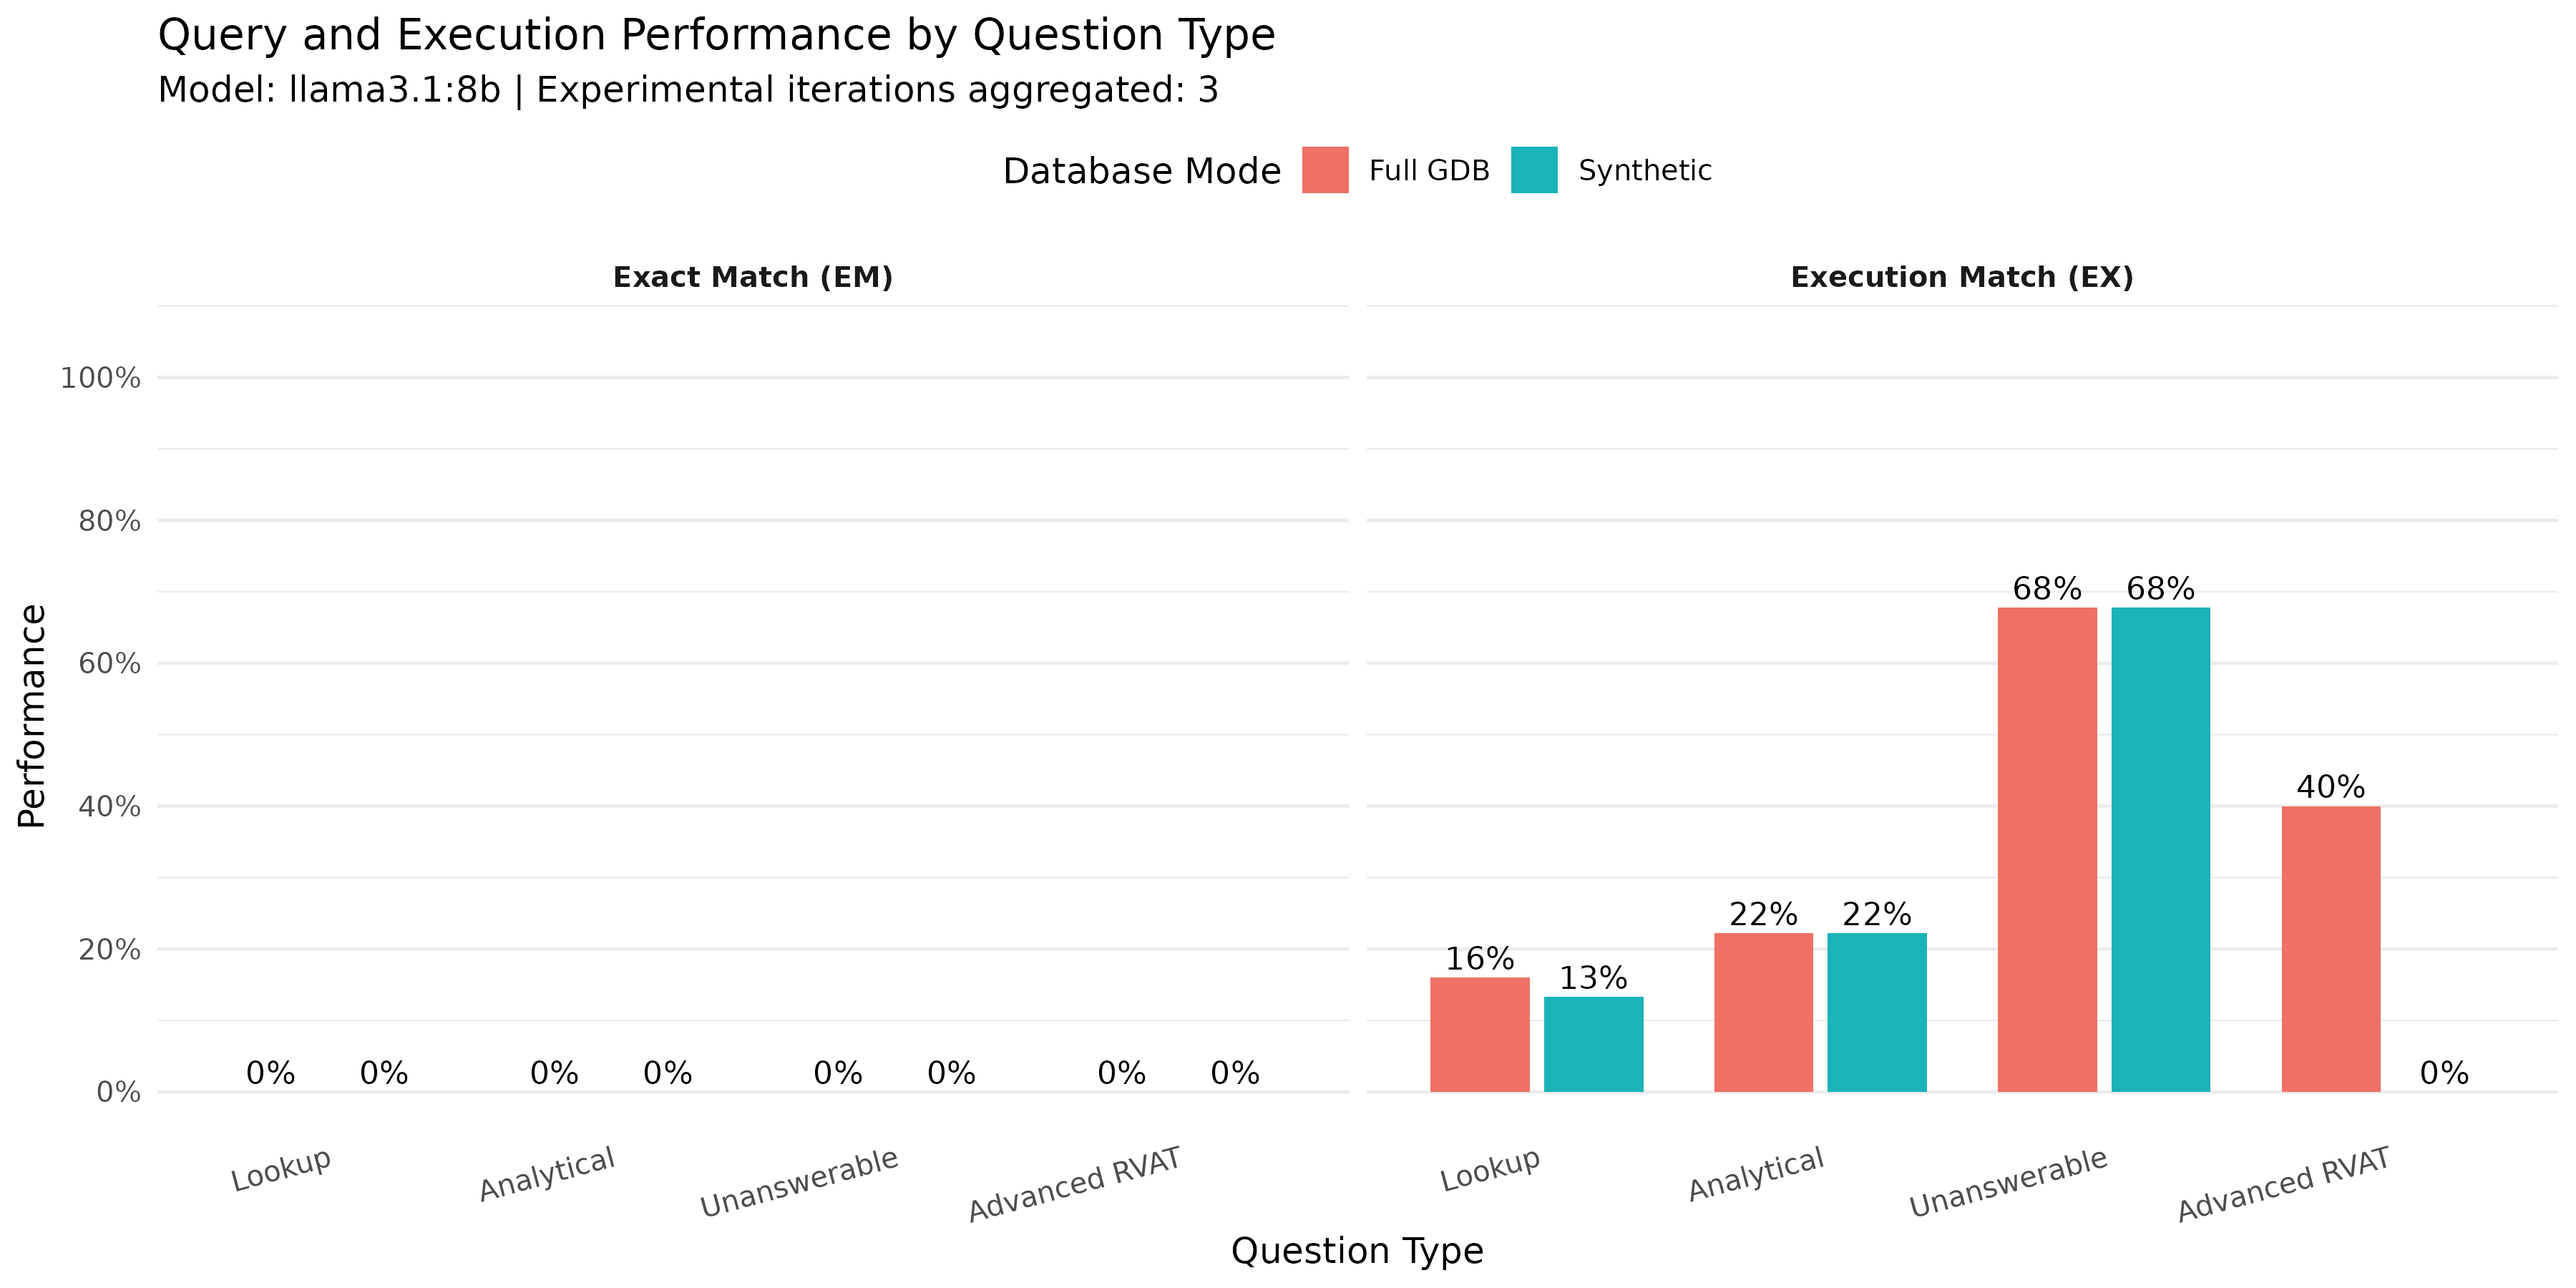 Query and Execution Performance by Question Type
Model: llama3.1:8b | Experimental iterations aggregated: 3
Database Mode Full GDB Synthetic
Exact Match (EM)
Execution Match (EX)
Performance
100%
80%
60%
40%
20%
0%
0% 0% 0% 0% 0% 0% 0% 0%
16% 13% 22% 22% 68% 68% 40% 0%
Lookup Analytical Unanswerable Advanced RVAT
Lookup Analytical Unanswerable Advanced RVAT
Question Type